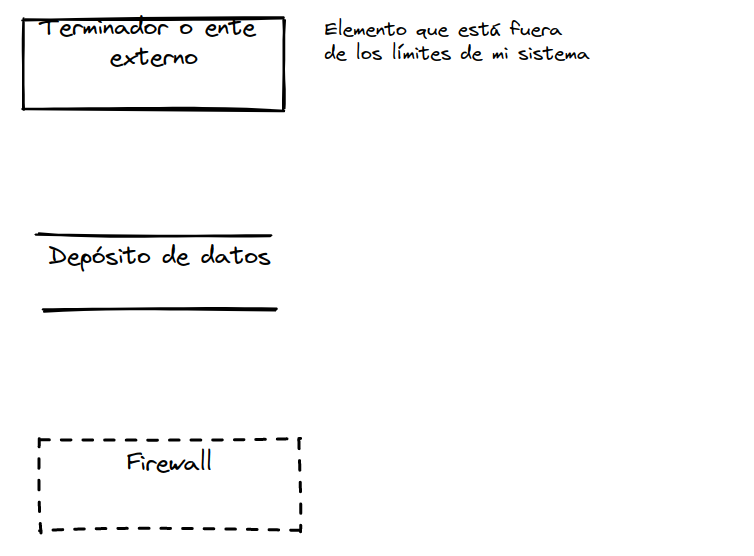 Terminador o ente
externo
Elemento que está fuera
de los límites de mi sistema
Depósito de datos
Firewall